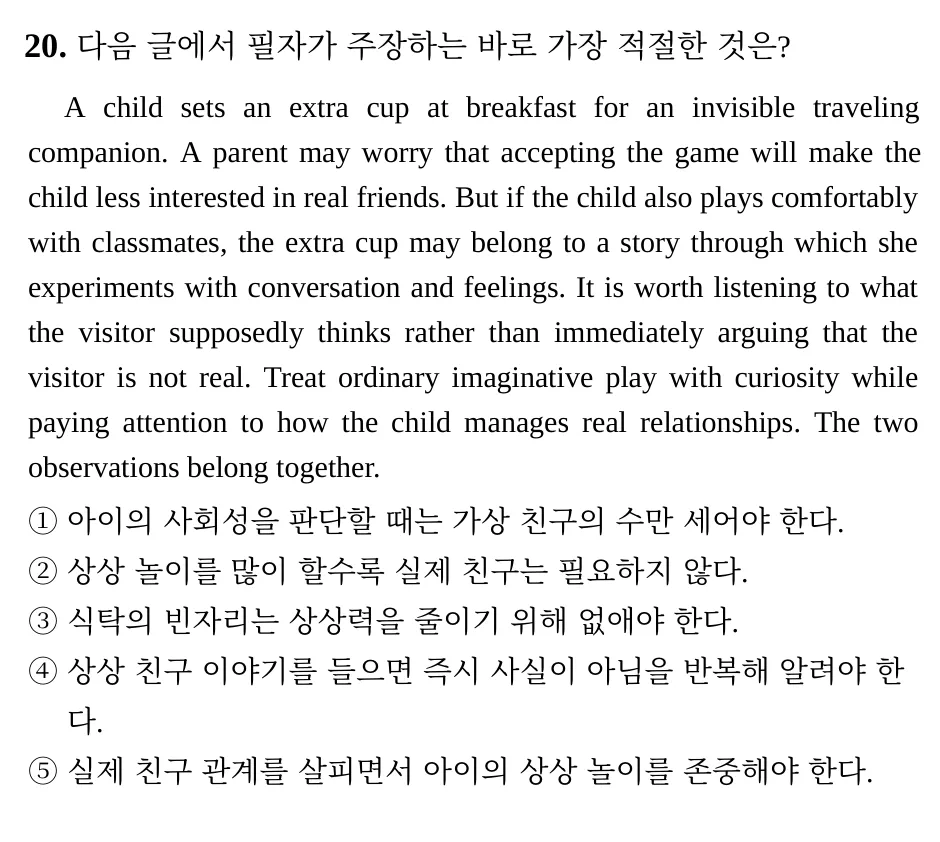 20. 다음 글에서 필자가 주장하는 바로 가장 적절한 것은?
A child sets an extra cup at breakfast for an invisible traveling
companion. A parent may worry that accepting the game will make the
child less interested in real friends. But if the child also plays comfortably
with classmates, the extra cup may belong to a story through which she
experiments with conversation and feelings. It is worth listening to what
the visitor supposedly thinks rather than immediately arguing that the
visitor is not real. Treat ordinary imaginative play with curiosity while
paying attention to how the child manages real relationships. The two
observations belong together.
① 아이의 사회성을 판단할 때는 가상 친구의 수만 세어야 한다.
② 상상 놀이를 많이 할수록 실제 친구는 필요하지 않다.
③ 식탁의 빈자리는 상상력을 줄이기 위해 없애야 한다.
④ 상상 친구 이야기를 들으면 즉시 사실이 아님을 반복해 알려야 한
다.
⑤ 실제 친구 관계를 살피면서 아이의 상상 놀이를 존중해야 한다.